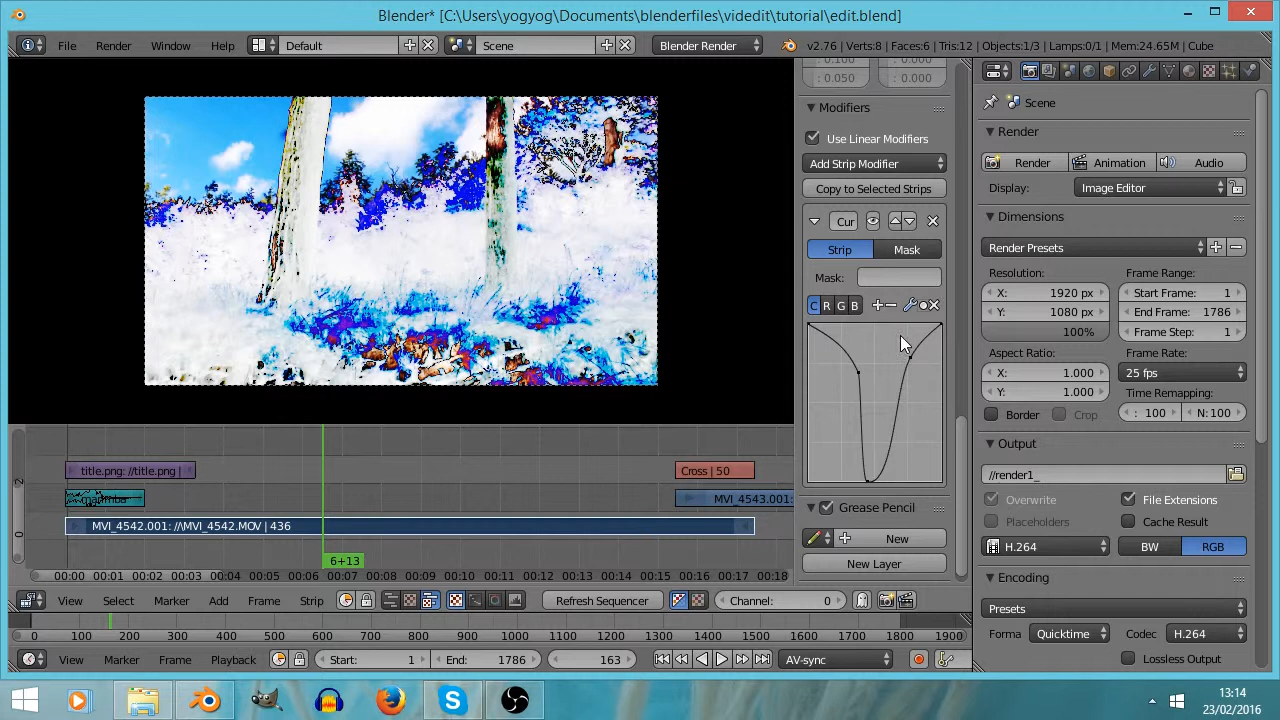 Blender* [C:\Users\yogyog\Documents\blenderfiles\videdit\tutorial\edit.blend]
File Render Window Help Default Scene Blender Render v2.76 | Verts:8 | Faces:6 | Tris:12 | Objects:1/3 | Lamps:0/1 | Mem:24.65M | Cube
0.100 0.000
0.050 0.000
Modifiers
Use Linear Modifiers
Add Strip Modifier
Copy to Selected Strips
Cur
Strip Mask
Mask:
C R G B
Grease Pencil
New
New Layer
Scene
Render
Render Animation Audio
Display: Image Editor
Dimensions
Render Presets
Resolution: Frame Range:
X: 1920 px Start Frame: 1
Y: 1080 px End Frame: 1786
100% Frame Step: 1
Aspect Ratio: Frame Rate:
X: 1.000 25 fps
Y: 1.000 Time Remapping:
Border Crop : 100 N: 100
Output
//render1_
Overwrite File Extensions
Placeholders Cache Result
H.264 BW RGB
Encoding
Presets
Forma Quicktime Codec H.264
Lossless Output
title.png: //title.png | Cross | 50
MVI_4543.001:
MVI_4542.001: //\MVI_4542.MOV | 436
2
0
6+13
00:00 00:01 00:02 00:03 00:04 00:05 00:06 00:07 00:08 00:09 00:10 00:11 00:12 00:13 00:14 00:15 00:16 00:17 00:18
View Select Marker Add Frame Strip Refresh Sequencer Channel: 0
0 100 200 300 400 500 600 700 800 900 1000 1100 1200 1300 1400 1500 1600 1700 1800 1900
View Marker Frame Playback Start: 1 End: 1786 163 AV-sync
13:14
23/02/2016